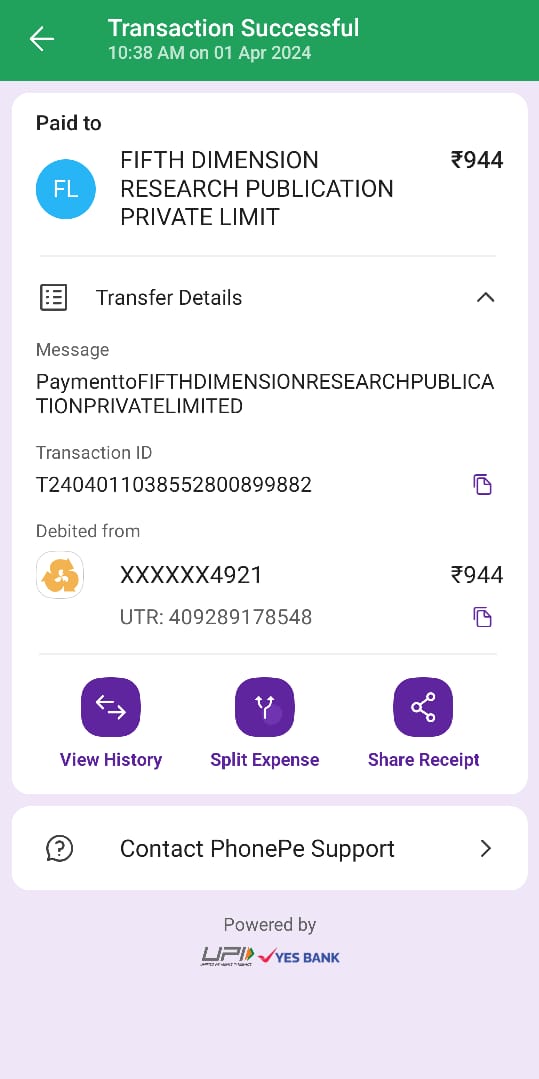 Transaction Successful
10:38 AM on 01 Apr 2024
Paid to
FL
FIFTH DIMENSION
₹944
RESEARCH PUBLICATION
PRIVATE LIMIT
Transfer Details
Message
PaymenttoFIFTHDIMENSIONRESEARCHPUBLICA
TIONPRIVATELIMITED
Transaction ID
T2404011038552800899882
Debited from
XXXXXX4921
₹944
UTR: 409289178548
View History
Split Expense
Share Receipt
Contact PhonePe Support
Powered by
UPI
YES BANK